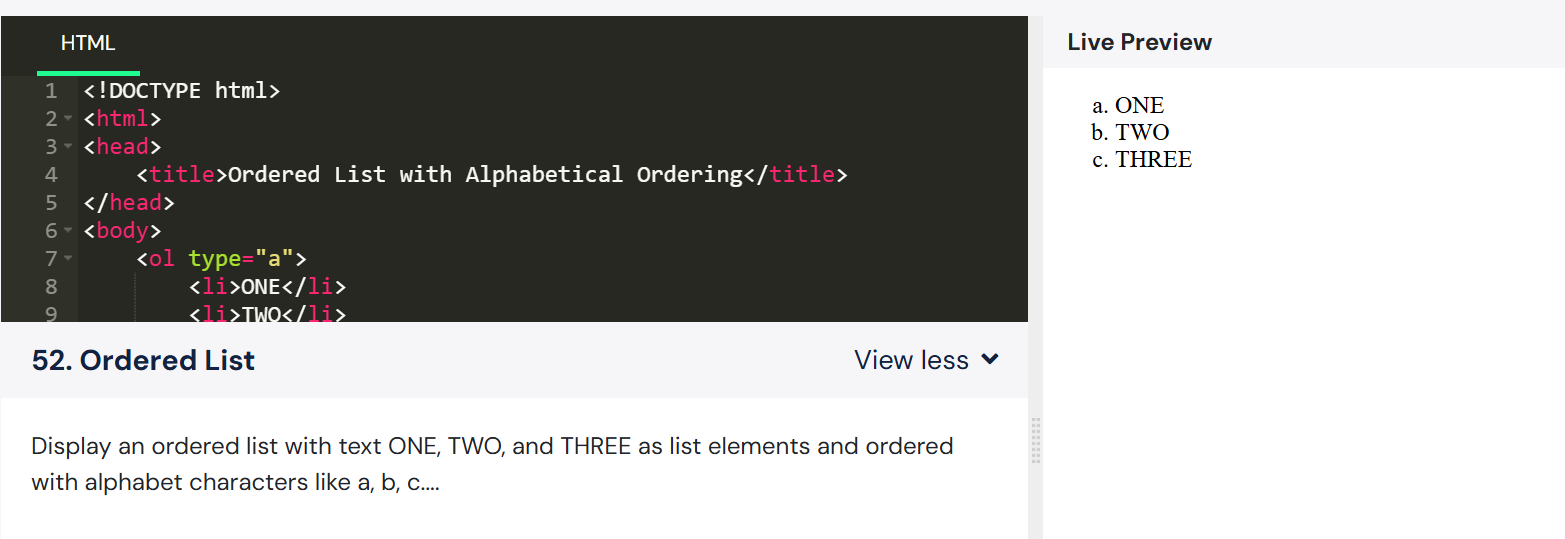 HTML
1 <!DOCTYPE html>
2 <html>
3 <head>
4     <title>Ordered List with Alphabetical Ordering</title>
5 </head>
6 <body>
7     <ol type="a">
8         <li>ONE</li>
9         <li>TWO</li>
52. Ordered List
View less
Display an ordered list with text ONE, TWO, and THREE as list elements and ordered
with alphabet characters like a, b, c....
Live Preview
a. ONE
b. TWO
c. THREE